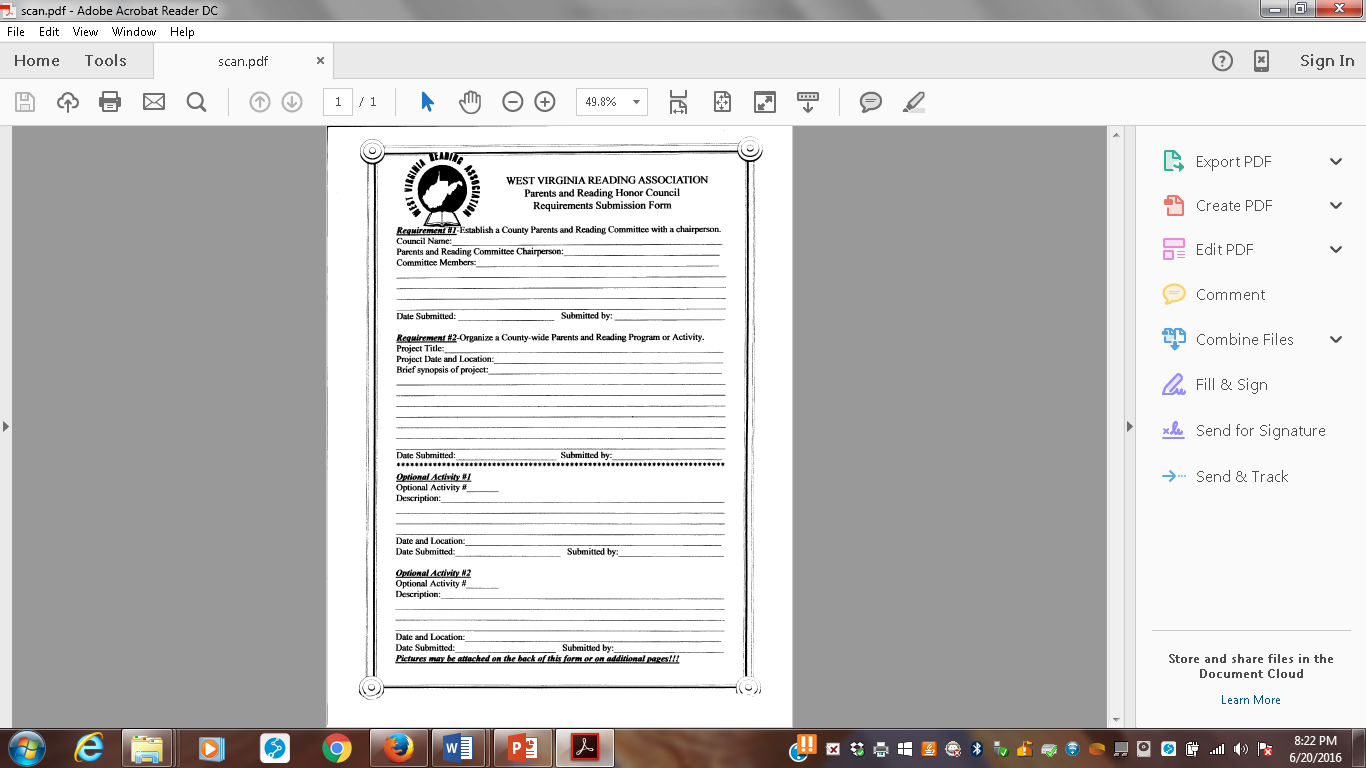 scan.pdf - Adobe Acrobat Reader DC
File Edit View Window Help
Home Tools scan.pdf × Sign In
1 / 1 49.8%
WEST VIRGINIA READING ASSOCIATION
WEST VIRGINIA READING ASSOCIATION
Parents and Reading Honor Council
Requirements Submission Form
Requirement #1-Establish a County Parents and Reading Committee with a chairperson.
Council Name:
Parents and Reading Committee Chairperson:
Committee Members:
Date Submitted: Submitted by:
Requirement #2-Organize a County-wide Parents and Reading Program or Activity.
Project Title:
Project Date and Location:
Brief synopsis of project:
Date Submitted: Submitted by:
Optional Activity #1
Optional Activity #
Description:
Date and Location:
Date Submitted: Submitted by:
Optional Activity #2
Optional Activity #
Description:
Date and Location:
Date Submitted: Submitted by:
Pictures may be attached on the back of this form or on additional pages!!!
Export PDF
Create PDF
Edit PDF
Comment
Combine Files
Fill & Sign
Send for Signature
Send & Track
Store and share files in the
Document Cloud
Learn More
8:22 PM
6/20/2016